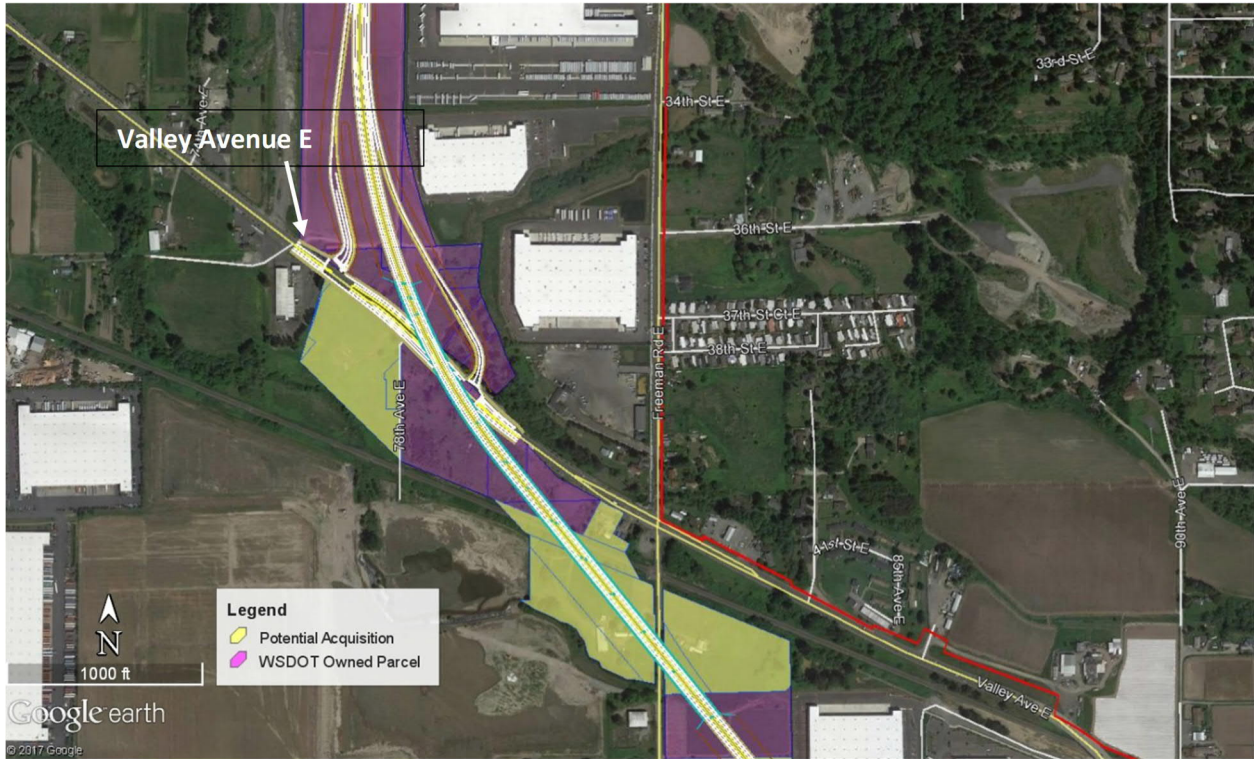 33rd St E
34th St E
Valley Avenue E
36th St E
37th St Ct E
38th St E
Freeman Rd E
78th Ave E
90th Ave E
41st St E
85th Ave E
Legend
Potential Acquisition
WSDOT Owned Parcel
N
1000 ft
Valley Ave E
Google earth
© 2017 Google